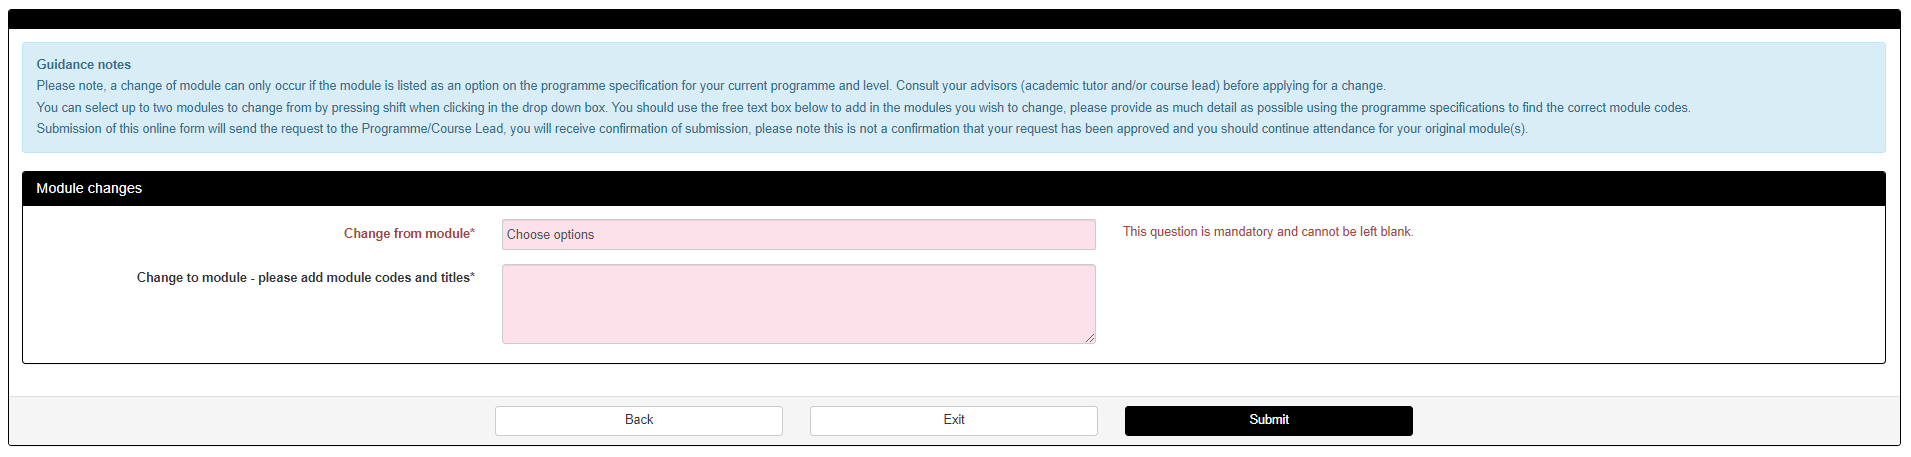 Guidance notes
Please note, a change of module can only occur if the module is listed as an option on the programme specification for your current programme and level. Consult your advisors (academic tutor and/or course lead) before applying for a change.
You can select up to two modules to change from by pressing shift when clicking in the drop down box. You should use the free text box below to add in the modules you wish to change, please provide as much detail as possible using the programme specifications to find the correct module codes.
Submission of this online form will send the request to the Programme/Course Lead, you will receive confirmation of submission, please note this is not a confirmation that your request has been approved and you should continue attendance for your original module(s).
Module changes
Change from module* Choose options This question is mandatory and cannot be left blank.
Change to module - please add module codes and titles*
Back Exit Submit